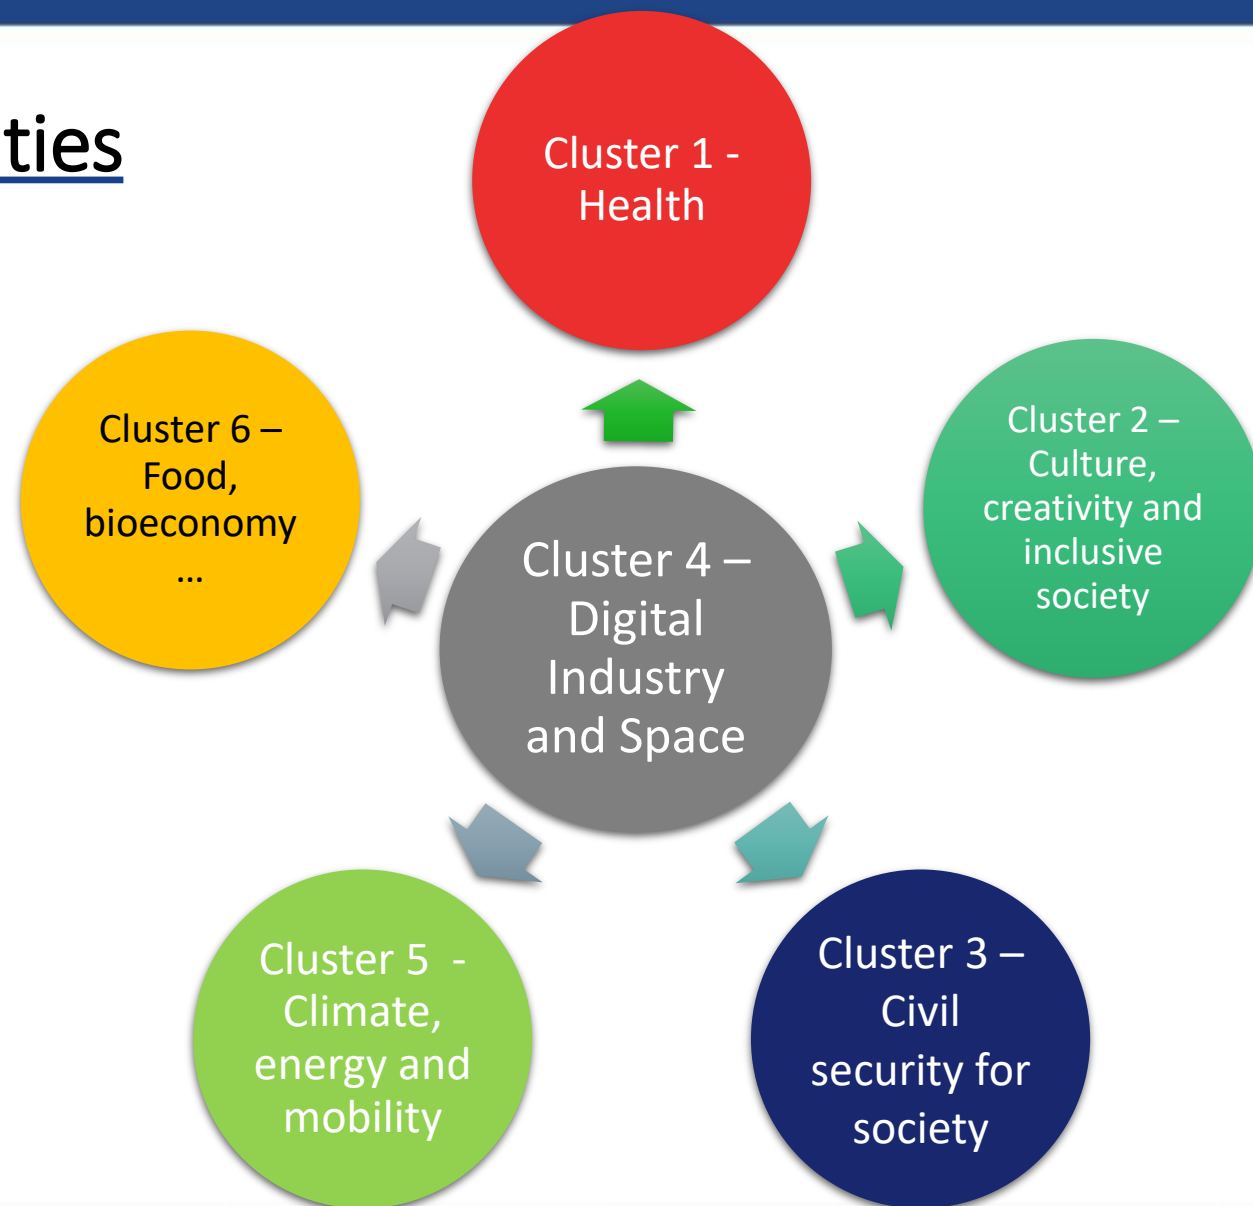 ties
Cluster 1 -
Health
Cluster 6 –
Food,
bioeconomy
…
Cluster 2 –
Culture,
creativity and
inclusive
society
Cluster 4 –
Digital
Industry
and Space
Cluster 5  -
Climate,
energy and
mobility
Cluster 3 –
Civil
security for
society